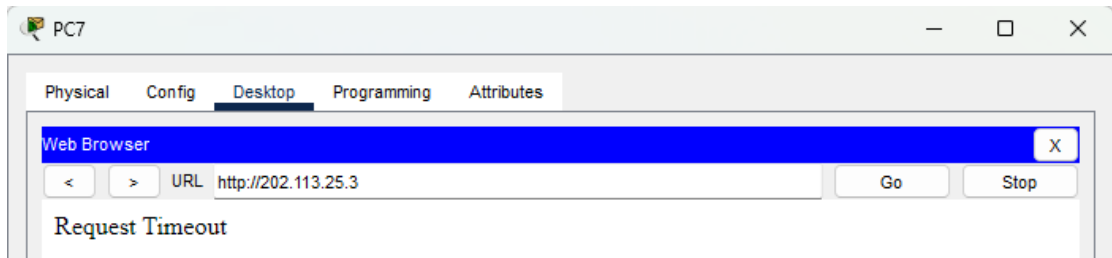 PC7
Physical Config Desktop Programming Attributes
Web Browser X
< > URL http://202.113.25.3 Go Stop
Request Timeout